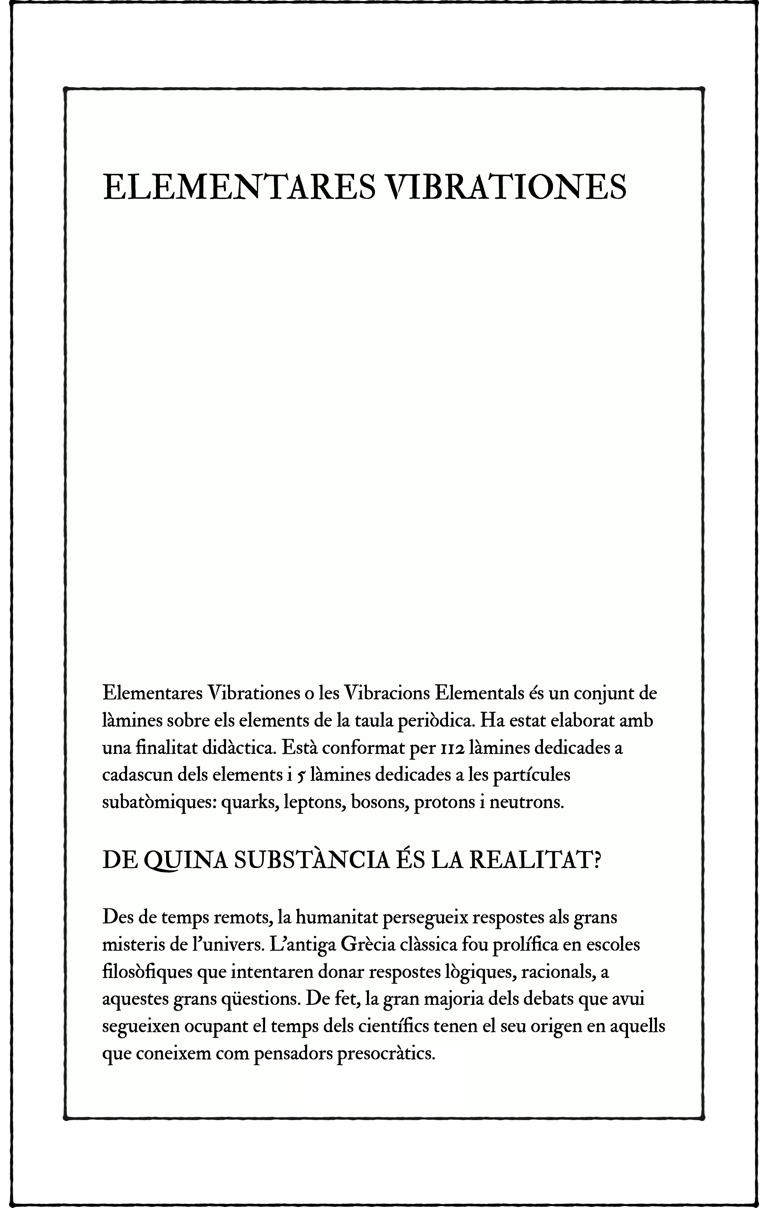 ELEMENTARES VIBRATIONES
Elementares Vibrationes o les Vibracions Elementals és un conjunt de
làmines sobre els elements de la taula periòdica. Ha estat elaborat amb
una finalitat didàctica. Està conformat per 112 làmines dedicades a
cadascun dels elements i 5 làmines dedicades a les partícules
subatòmiques: quarks, leptons, bosons, protons i neutrons.
DE QUINA SUBSTÀNCIA ÉS LA REALITAT?
Des de temps remots, la humanitat persegueix respostes als grans
misteris de l’univers. L’antiga Grècia clàssica fou prolífica en escoles
filosòfiques que intentaren donar respostes lògiques, racionals, a
aquestes grans qüestions. De fet, la gran majoria dels debats que avui
segueixen ocupant el temps dels científics tenen el seu origen en aquells
que coneixem com pensadors presocràtics.